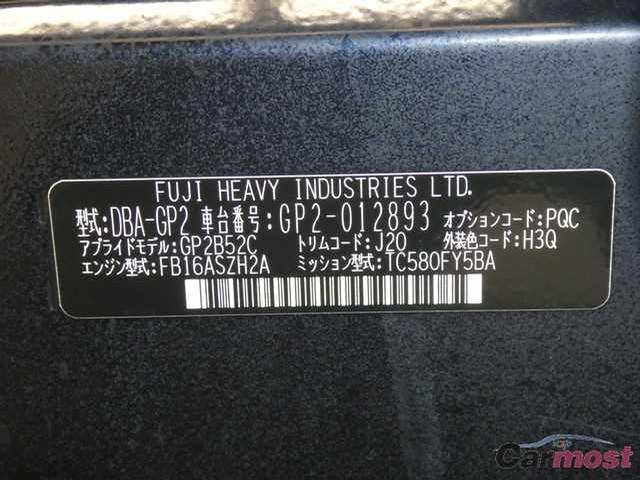 FUJI HEAVY INDUSTRIES LTD.
型式:DBA-GP2 車台番号:GP2-012893 オプションコード:PQC
アプライドモデル:GP2B52C トリムコード:J20 外装色コード:H3Q
エンジン型式:FB16ASZH2A ミッション型式:TC580FY5BA
Carmost